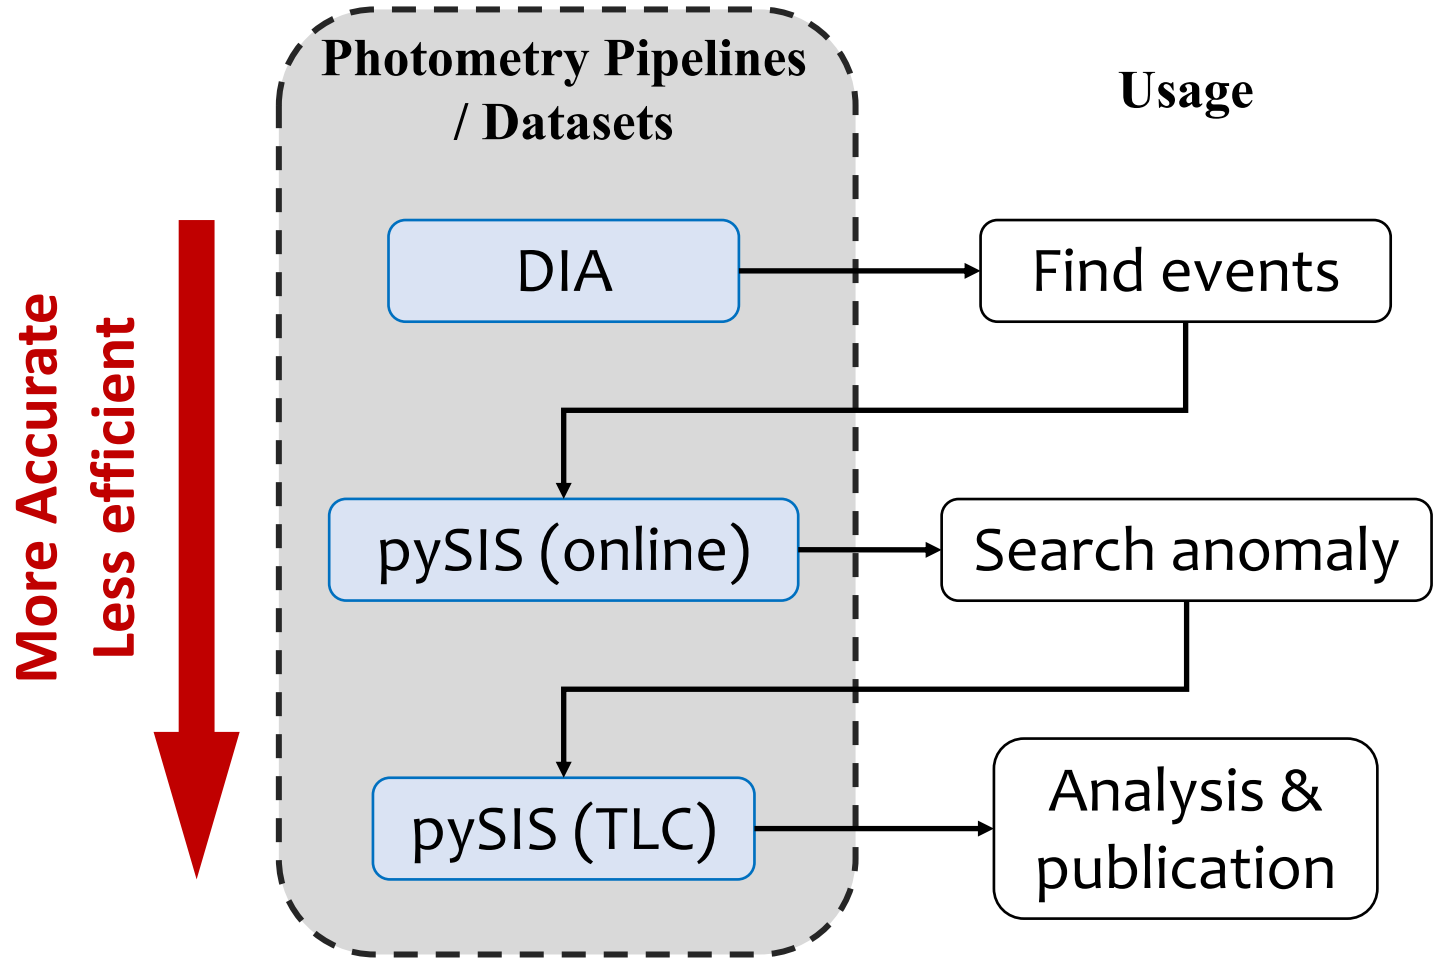 Photometry Pipelines
/ Datasets
Usage
More Accurate
Less efficient
DIA
Find events
pySIS (online)
Search anomaly
pySIS (TLC)
Analysis &
publication